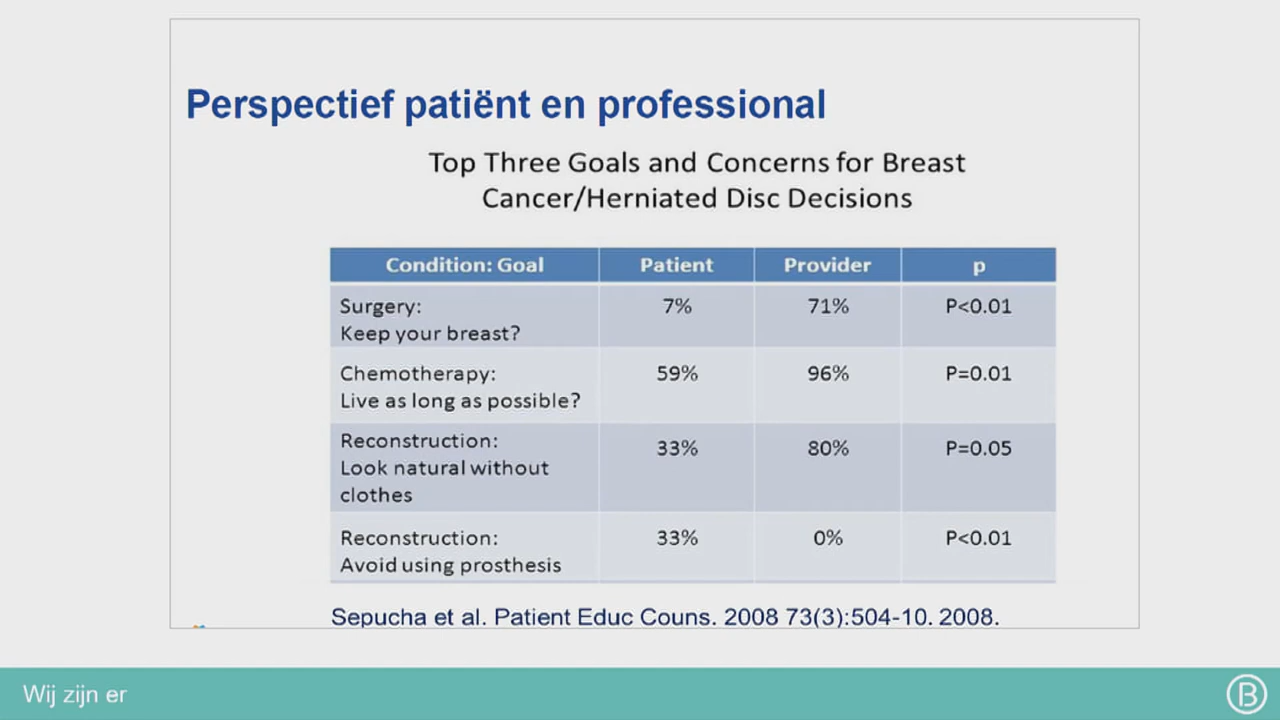 Perspectief patiënt en professional
Top Three Goals and Concerns for Breast
Cancer/Herniated Disc Decisions
Condition: Goal Patient Provider p
Surgery: 7% 71% P<0.01
Keep your breast?
Chemotherapy: 59% 96% P=0.01
Live as long as possible?
Reconstruction: 33% 80% P=0.05
Look natural without
clothes
Reconstruction: 33% 0% P<0.01
Avoid using prosthesis
Sepucha et al. Patient Educ Couns. 2008 73(3):504-10. 2008.
Wij zijn er
B